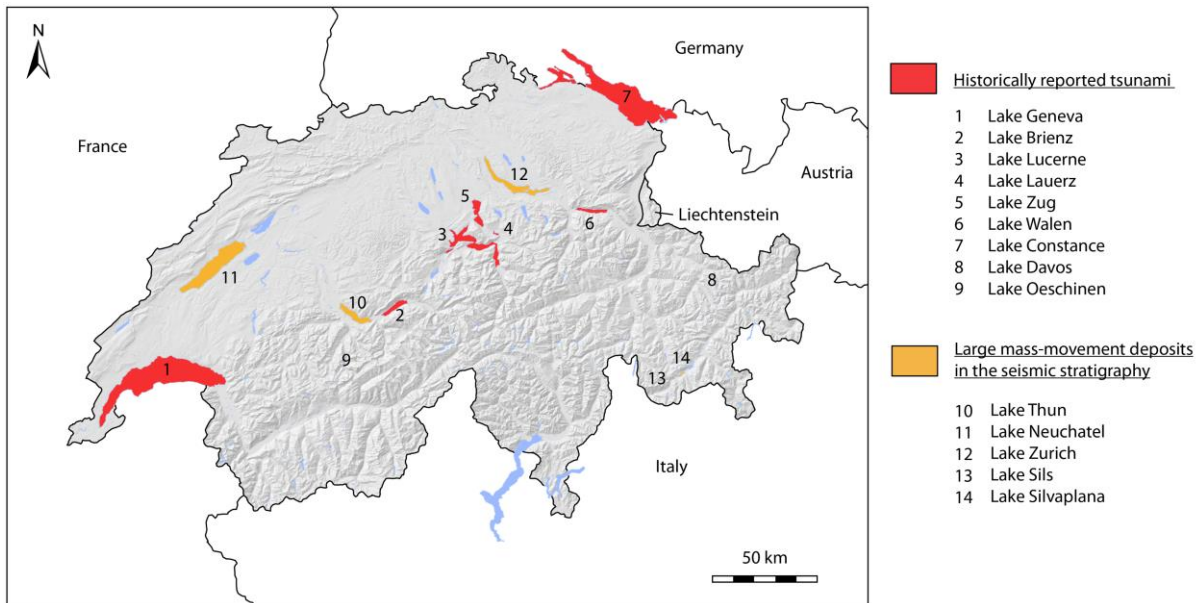 N
Germany
France
Austria
Liechtenstein
Italy
7
12
5
6
3
4
11
8
10
2
9
14
1
13
50 km
Historically reported tsunami
1 Lake Geneva
2 Lake Brienz
3 Lake Lucerne
4 Lake Lauerz
5 Lake Zug
6 Lake Walen
7 Lake Constance
8 Lake Davos
9 Lake Oeschinen
Large mass-movement deposits
in the seismic stratigraphy
10 Lake Thun
11 Lake Neuchatel
12 Lake Zurich
13 Lake Sils
14 Lake Silvaplana